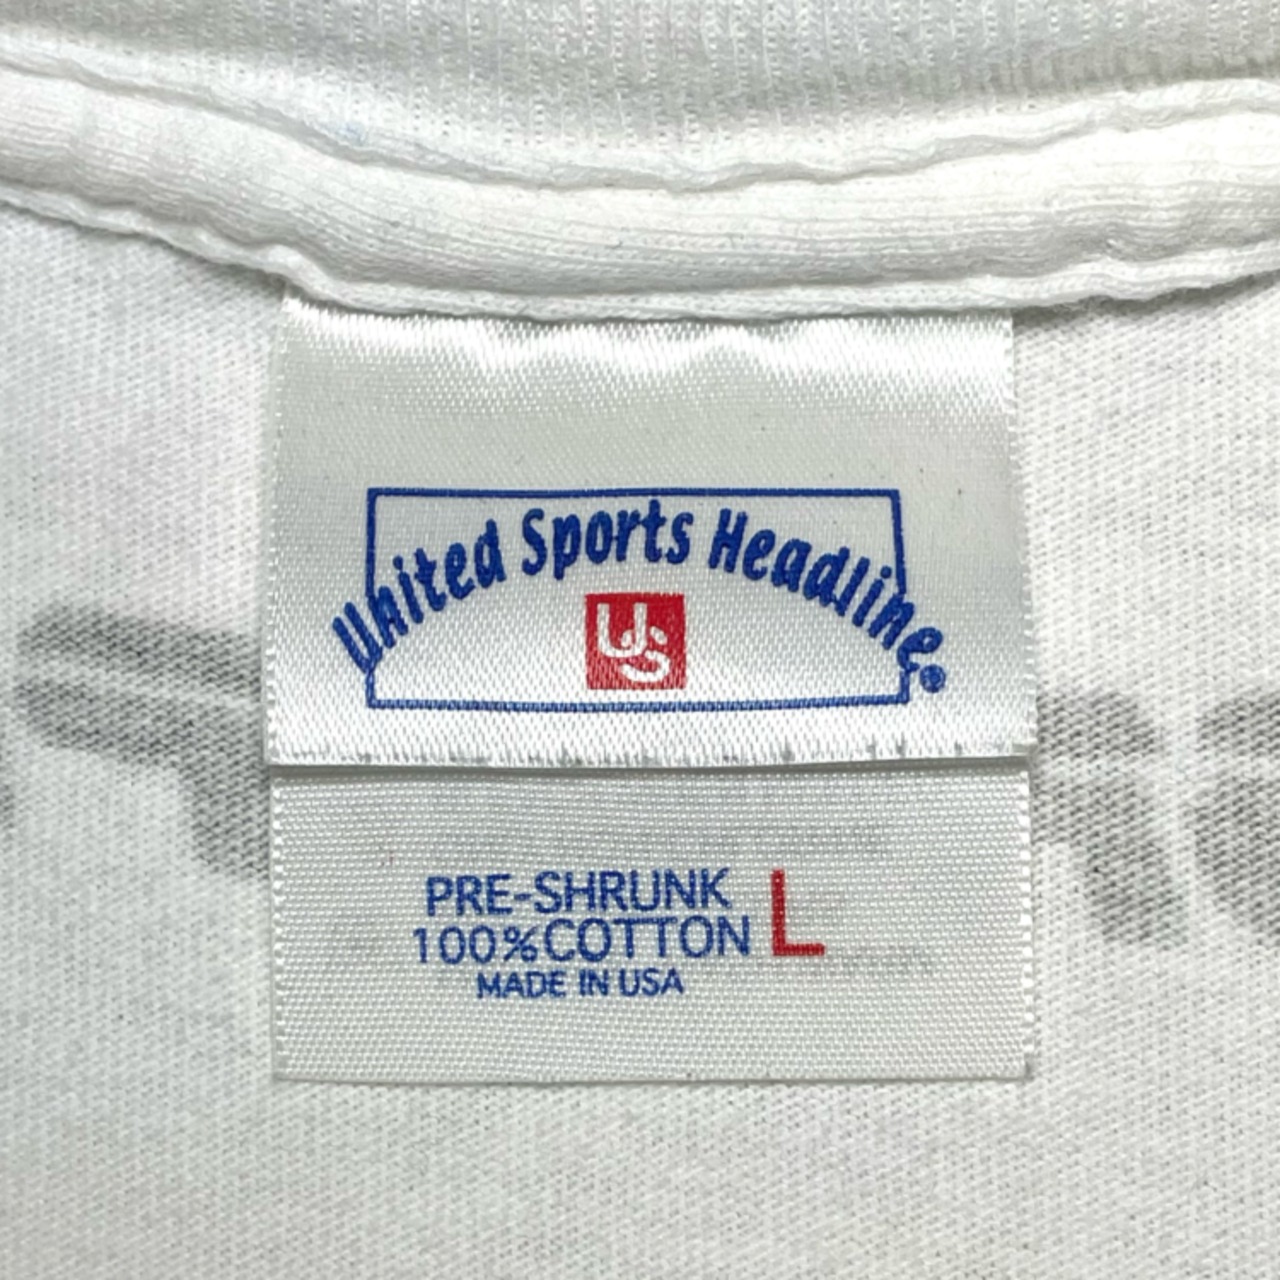 United Sports Headline®
US
PRE-SHRUNK
100%COTTON L
MADE IN USA